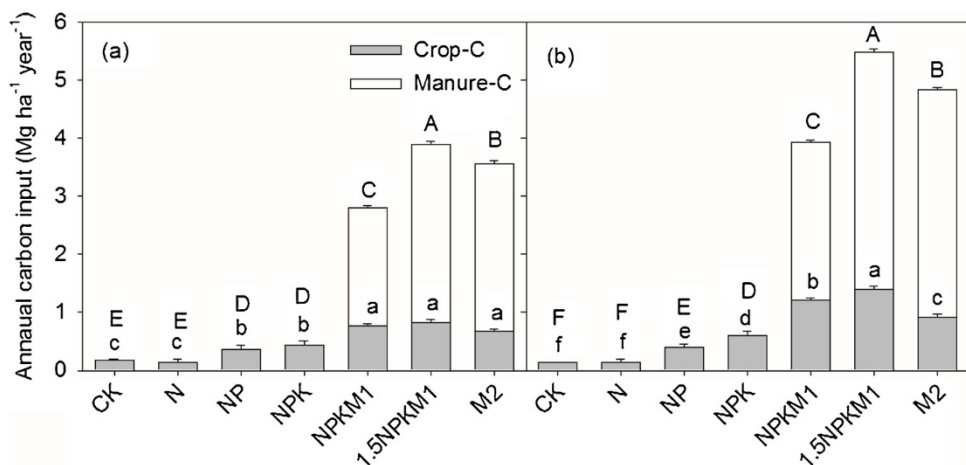 Annaual carbon input (Mg ha⁻¹ year⁻¹)
6
5
4
3
2
1
0
(a)
Crop-C
Manure-C
(b)
E
c
E
c
D
b
D
b
C
a
A
a
B
a
F
f
F
f
E
e
D
d
C
b
A
a
B
c
CK
N
NP
NPK
NPKM1
1.5NPKM1
M2
CK
N
NP
NPK
NPKM1
1.5NPKM1
M2